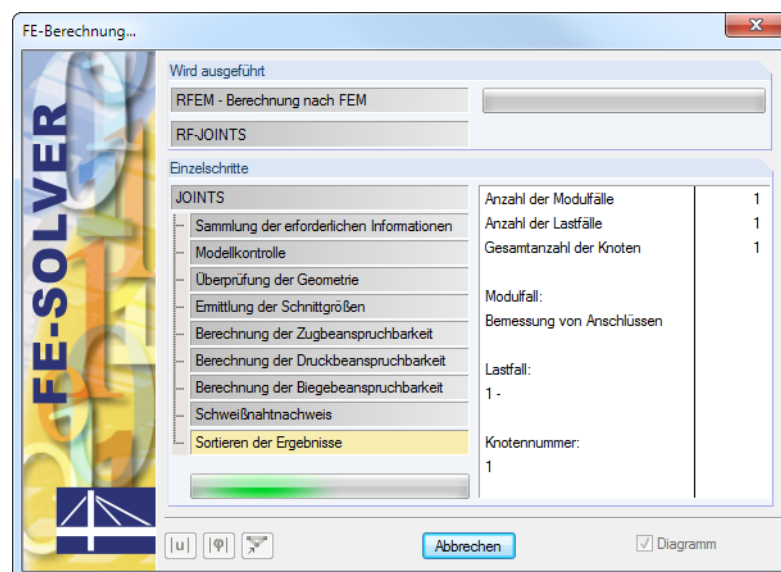 FE-Berechnung...
FE-SOLVER
Wird ausgeführt
RFEM - Berechnung nach FEM
RF-JOINTS
Einzelschritte
JOINTS
Sammlung der erforderlichen Informationen
Modellkontrolle
Überprüfung der Geometrie
Ermittlung der Schnittgrößen
Berechnung der Zugbeanspruchbarkeit
Berechnung der Druckbeanspruchbarkeit
Berechnung der Biegebeanspruchbarkeit
Schweißnahtnachweis
Sortieren der Ergebnisse
Anzahl der Modulfälle 1
Anzahl der Lastfälle 1
Gesamtanzahl der Knoten 1
Modulfall:
Bemessung von Anschlüssen
Lastfall:
1 -
Knotennummer:
1
|u| |φ| Abbrechen Diagramm